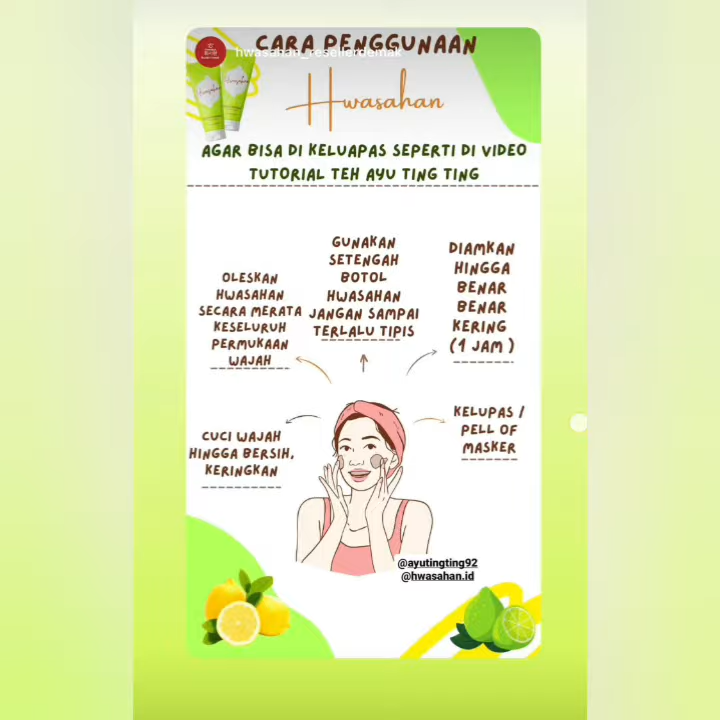 CARA PENGGUNAAN
hwasahan_resellerdemak
Hwasahan
AGAR BISA DI KELUAPAS SEPERTI DI VIDEO
TUTORIAL TEH AYU TING TING
CUCI WAJAH
HINGGA BERSIH,
KERINGKAN
OLESKAN
HWASAHAN
SECARA MERATA
KESELURUH
PERMUKAAN
WAJAH
GUNAKAN
SETENGAH
BOTOL
HWASAHAN
JANGAN SAMPAI
TERLALU TIPIS
DIAMKAN
HINGGA
BENAR
BENAR
KERING
(1 JAM)
KELUPAS /
PELL OF
MASKER
@ayutingting92
@hwasahan.id